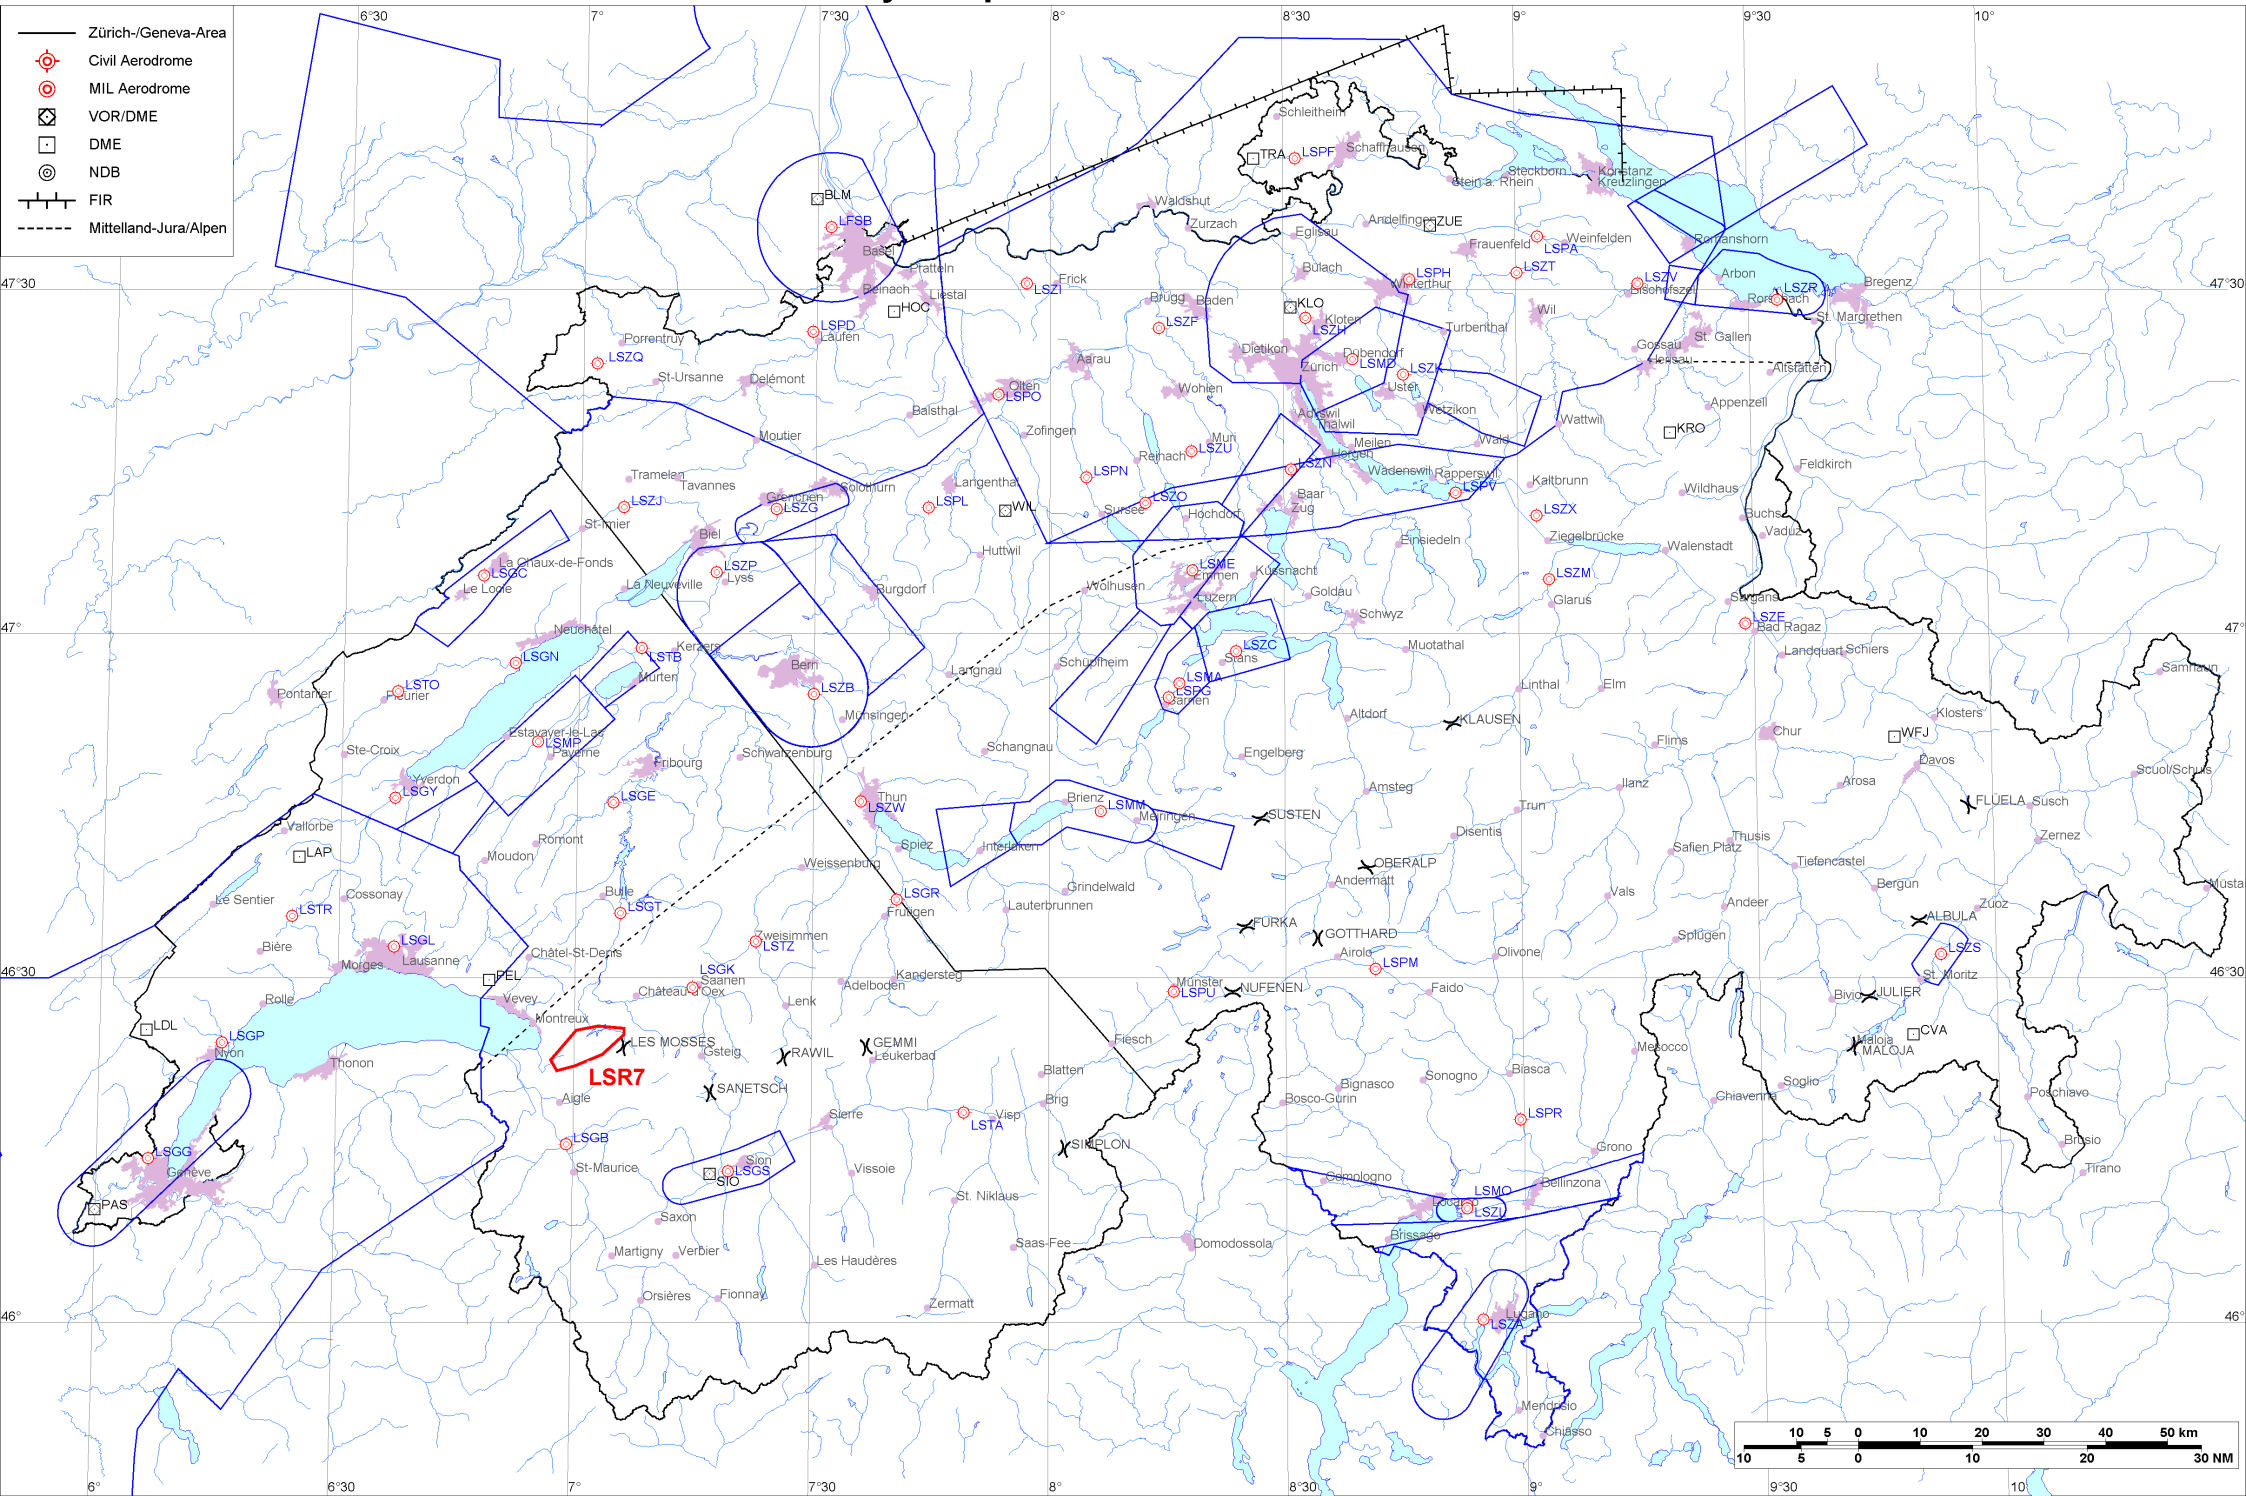 6°30
7°
7°30
8°
8°30
9°
9°30
10°
Zürich-/Geneva-Area
Civil Aerodrome
MIL Aerodrome
VOR/DME
DME
NDB
FIR
Mittelland-Jura/Alpen
Schleitheim
TRA
LSPF
Schaffhausen
Steckborn
Stein a. Rhein
Konstanz
Kreuzlingen
BLM
LFSB
Basel
Waldshut
Zurzach
Eglisau
Andelfingen
ZUE
Frauenfeld
LSPA
Weinfelden
Romanshorn
Pratteln
Reinach
Liestal
HOC
LSZI
Frick
Bülach
LSPH
Winterthur
LSZT
LSZV
Bischofszell
Arbon
LSZR
Rorschach
Bregenz
St. Margrethen
47°30
47°30
LSPD
Laufen
Brugg
Baden
LSZF
KLO
Kloten
LSZH
Turbenthal
Wil
St. Gallen
Gossau
Herisau
Altstätten
Porrentruy
LSZQ
St-Ursanne
Delémont
Aarau
Dietikon
Zürich
Dübendorf
LSMD
LSZK
Uster
Olten
LSPO
Balsthal
Wohlen
Wetzikon
Appenzell
Moutier
Zofingen
Adliswil
Thalwil
Meilen
Wald
Wattwil
KRO
LSZU
Muri
Reinach
Horgen
LSPN
LSZN
Wädenswil
Rapperswil
LSPV
Kaltbrunn
Feldkirch
Wildhaus
Tramelan
Tavannes
Grenchen
Solothurn
LSZG
LSZJ
St-Imier
Langenthal
LSPL
WIL
LSZO
Sursee
Hochdorf
Baar
Zug
LSZX
Buchs
Vaduz
Biel
Huttwil
Einsiedeln
Ziegelbrücke
Walenstadt
La Chaux-de-Fonds
LSGC
Le Locle
La Neuveville
LSZP
Lyss
Burgdorf
Wolhusen
LSME
Emmen
Küssnacht
Luzern
Goldau
Schwyz
LSZM
Glarus
Sargans
LSZE
Bad Ragaz
47°
47°
Neuchâtel
LSGN
LSTB
Kerzers
Murten
Bern
LSZB
Münsingen
Langnau
Schüpfheim
LSZC
Stans
LSMA
LSPG
Sarnen
Muotathal
Landquart
Schiers
Samnaun
Pontarlier
LSTO
Fleurier
Linthal
Elm
Altdorf
KLAUSEN
Klosters
WFJ
Chur
Flims
Davos
Ste-Croix
Estavayer-le-Lac
LSMP
Payerne
Fribourg
Schwarzenburg
Schangnau
Engelberg
Yverdon
LSGY
LSGE
Thun
LSZW
Brienz
LSMM
Meiringen
SUSTEN
Amsteg
Trun
Ilanz
Arosa
Scuol/Schuls
FLÜELA
Susch
Zernez
Vallorbe
LAP
Romont
Moudon
Weissenburg
Spiez
Interlaken
Grindelwald
OBERALP
Andermatt
Disentis
Safien Platz
Thusis
Tiefencastel
Bergün
Müstair
Le Sentier
Cossonay
LSTR
Bulle
LSGT
LSGR
Frutigen
Lauterbrunnen
FURKA
GOTTHARD
Vals
Andeer
Splügen
Zuoz
ALBULA
LSZS
St. Moritz
Bière
LSGL
Morges
Lausanne
Châtel-St-Denis
Zweisimmen
LSTZ
Airolo
LSPM
Olivone
46°30
46°30
PEL
LSGK
Saanen
Château-d'Oex
Adelboden
Kandersteg
Lenk
Münster
LSPU
NUFENEN
Faido
Bivio
JULIER
CVA
Maloja
MALOJA
Rolle
Vevey
Montreux
LDL
LSGP
Nyon
Thonon
LES MOSSES
Gsteig
RAWIL
GEMMI
Leukerbad
Fiesch
Mesocco
LSR7
SANETSCH
Aigle
Blatten
Brig
Bignasco
Sonogno
Biasca
Bosco-Gurin
Chiavenna
Soglio
Poschiavo
Sierre
LSTA
Visp
SIMPLON
LSPR
Grono
Brusio
Tirano
LSGG
Genève
PAS
LSGB
St-Maurice
Sion
LSGS
SIO
Vissoie
St. Niklaus
Comologno
LSMO
Locarno
LSZL
Bellinzona
Brissago
Saxon
Martigny
Verbier
Les Haudères
Saas-Fee
Domodossola
Orsières
Fionnay
Zermatt
46°
46°
Lugano
LSZA
Mendrisio
Chiasso
10 5 0 10 20 30 40 50 km
10 5 0 10 20 30 NM
6°
6°30
7°
7°30
8°
8°30
9°
9°30
10°